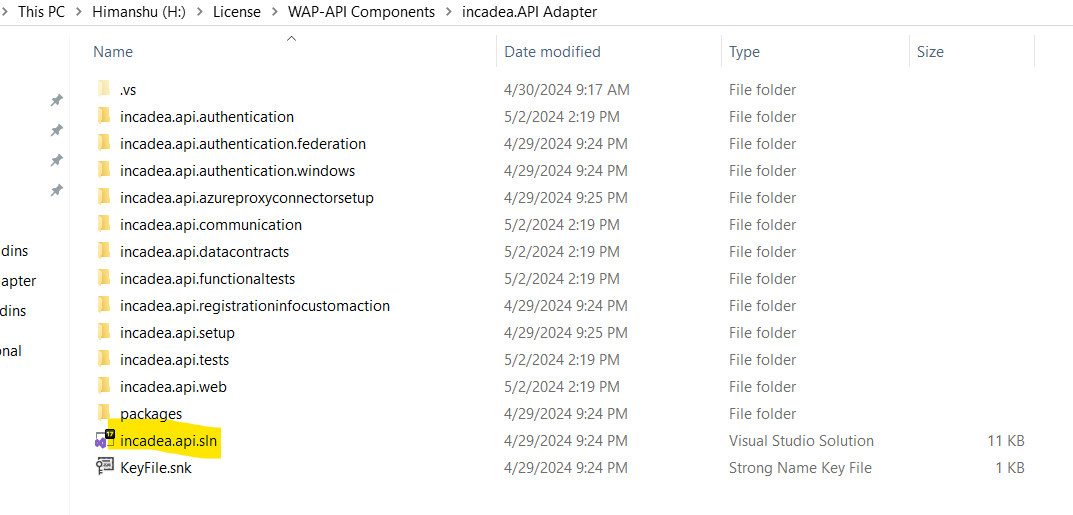 This PC > Himanshu (H:) > License > WAP-API Components > incadea.API Adapter
Name Date modified Type Size
.vs 4/30/2024 9:17 AM File folder
incadea.api.authentication 5/2/2024 2:19 PM File folder
incadea.api.authentication.federation 4/29/2024 9:24 PM File folder
incadea.api.authentication.windows 4/29/2024 9:24 PM File folder
incadea.api.azureproxyconnectorsetup 4/29/2024 9:25 PM File folder
incadea.api.communication 5/2/2024 2:19 PM File folder
dins incadea.api.datacontracts 5/2/2024 2:19 PM File folder
apter incadea.api.functionaltests 5/2/2024 2:19 PM File folder
dins incadea.api.registrationinfocustomaction 4/29/2024 9:24 PM File folder
incadea.api.setup 4/29/2024 9:25 PM File folder
onal incadea.api.tests 5/2/2024 2:19 PM File folder
incadea.api.web 5/2/2024 2:19 PM File folder
packages 4/29/2024 9:24 PM File folder
incadea.api.sln 4/29/2024 9:24 PM Visual Studio Solution 11 KB
KeyFile.snk 4/29/2024 9:24 PM Strong Name Key File 1 KB